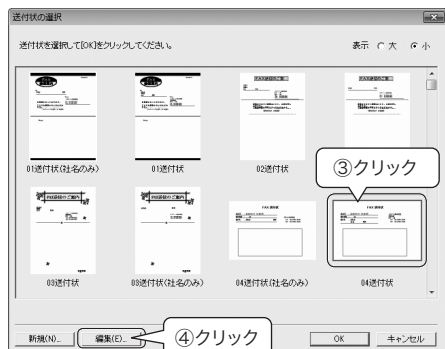 送付状の選択
送付状を選択して[OK]をクリックしてください。
表示 大 小
01送付状(社名のみ) 01送付状 02送付状
③クリック
03送付状 03送付状(社名のみ) 04送付状(社名のみ) 04送付状
新規(N)... 編集(E)... ④クリック OK キャンセル